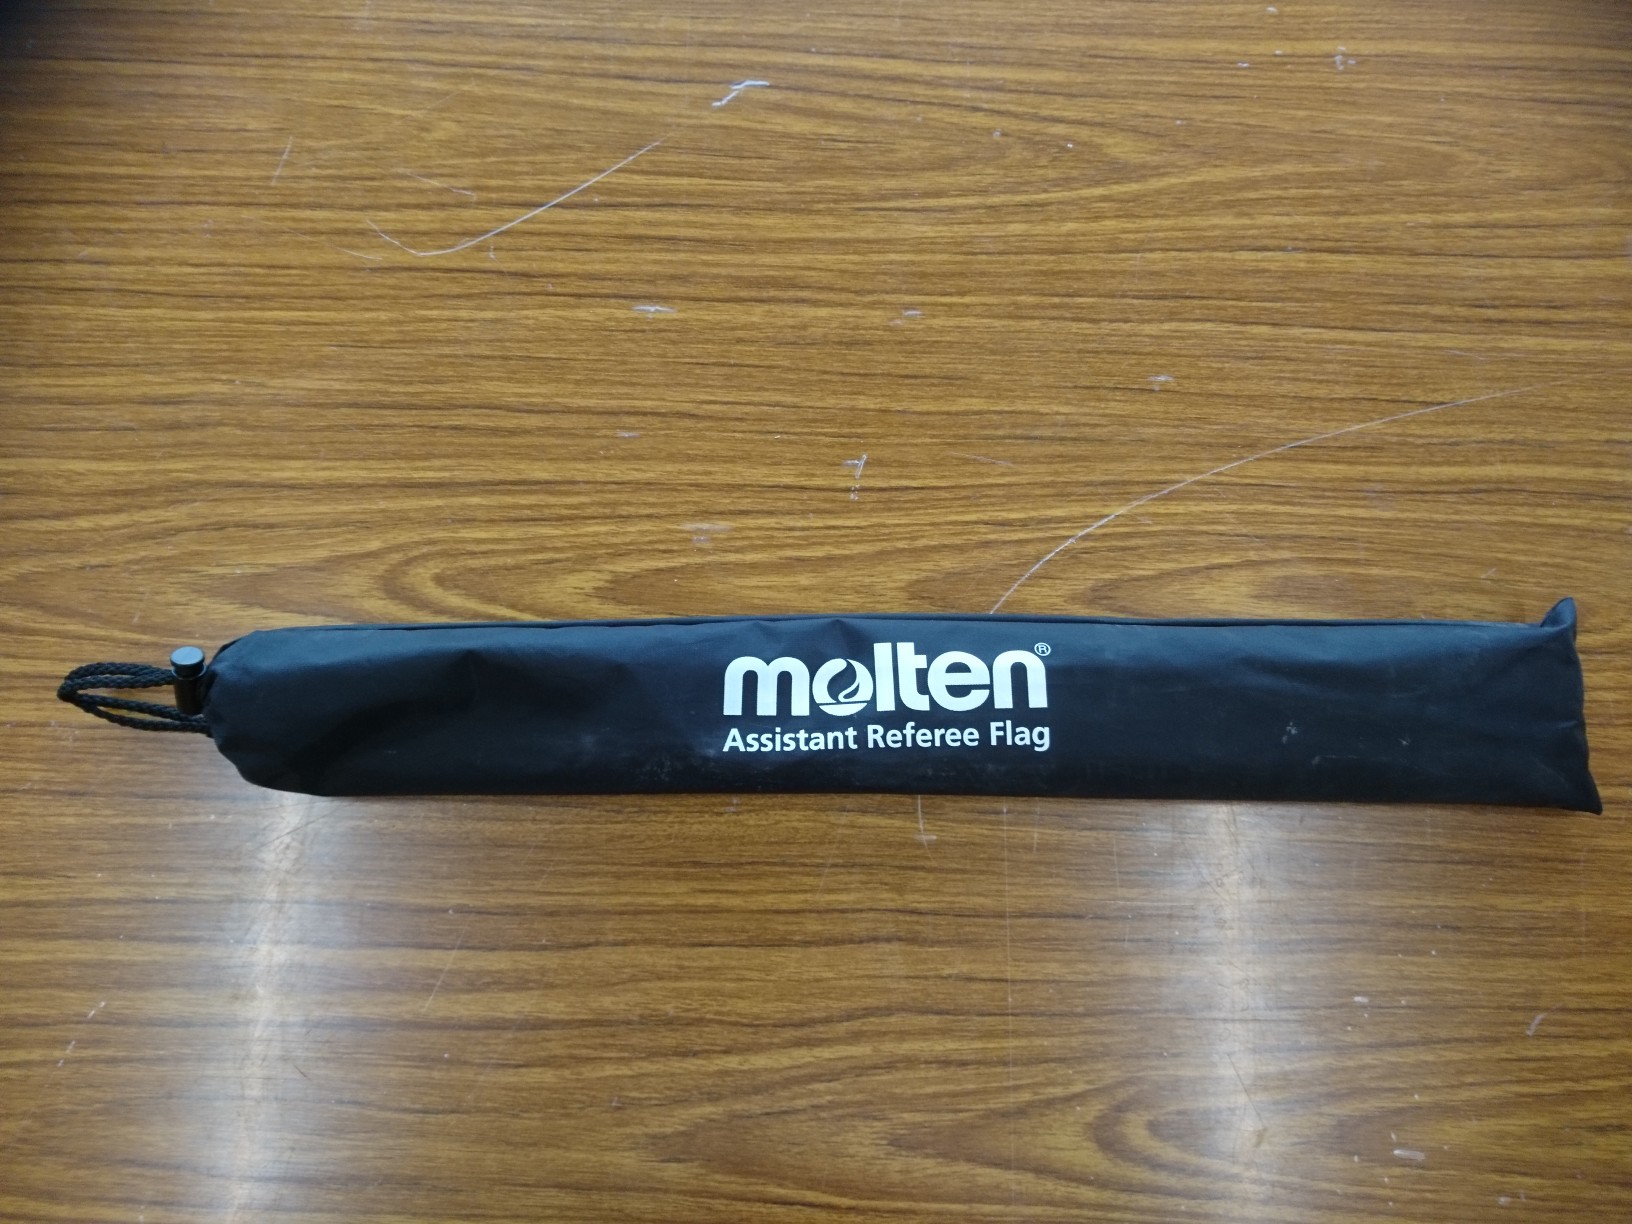 molten®
Assistant Referee Flag